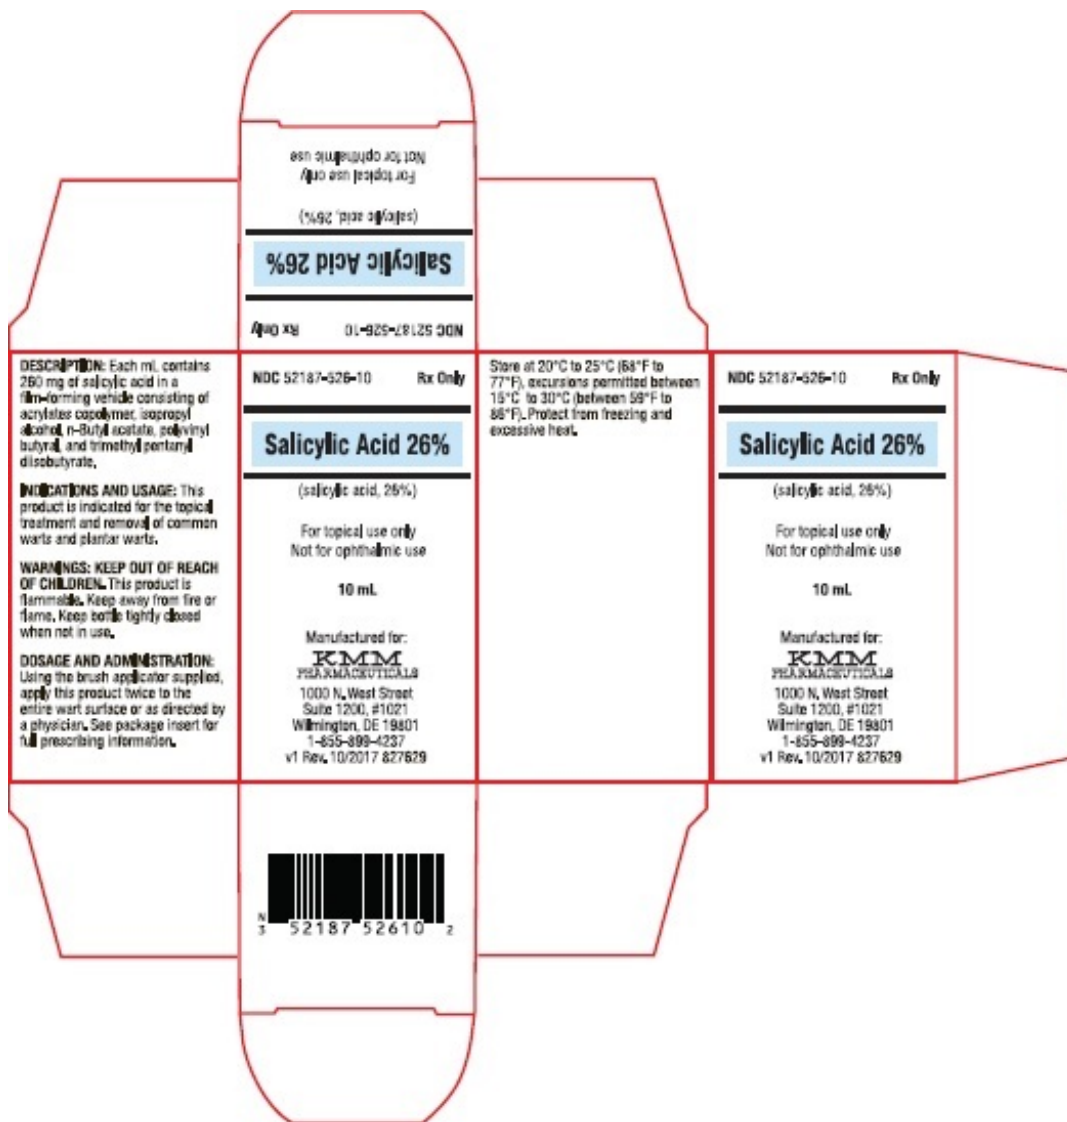 Not for ophthalmic use
For topical use only
(salicylic acid, 26%)
Salicylic Acid 26%
NDC 52187-526-10 Rx Only
DESCRIPTION: Each mL contains
260 mg of salicylic acid in a
film-forming vehicle consisting of
acrylates copolymer, isopropyl
alcohol, n-Butyl acetate, polyvinyl
butyral, and trimethyl pentanyl
diisobutyrate.
INDICATIONS AND USAGE: This
product is indicated for the topical
treatment and removal of common
warts and plantar warts.
WARNINGS: KEEP OUT OF REACH
OF CHILDREN. This product is
flammable. Keep away from fire or
flame. Keep bottle tightly closed
when not in use.
DOSAGE AND ADMINISTRATION:
Using the brush applicator supplied,
apply this product twice to the
entire wart surface or as directed by
a physician. See package insert for
full prescribing information.
NDC 52187-526-10 Rx Only
Salicylic Acid 26%
(salicylic acid, 26%)
For topical use only
Not for ophthalmic use
10 mL
Manufactured for:
KMM
PHARMACEUTICALS
1000 N. West Street
Suite 1200, #1021
Wilmington, DE 19801
1-855-899-4237
v1 Rev. 10/2017 827629
Store at 20°C to 25°C (68°F to
77°F), excursions permitted between
15°C to 30°C (between 59°F to
86°F). Protect from freezing and
excessive heat.
NDC 52187-526-10 Rx Only
Salicylic Acid 26%
(salicylic acid, 26%)
For topical use only
Not for ophthalmic use
10 mL
Manufactured for:
KMM
PHARMACEUTICALS
1000 N. West Street
Suite 1200, #1021
Wilmington, DE 19801
1-855-899-4237
v1 Rev. 10/2017 827629
N
3 52187 52610 2